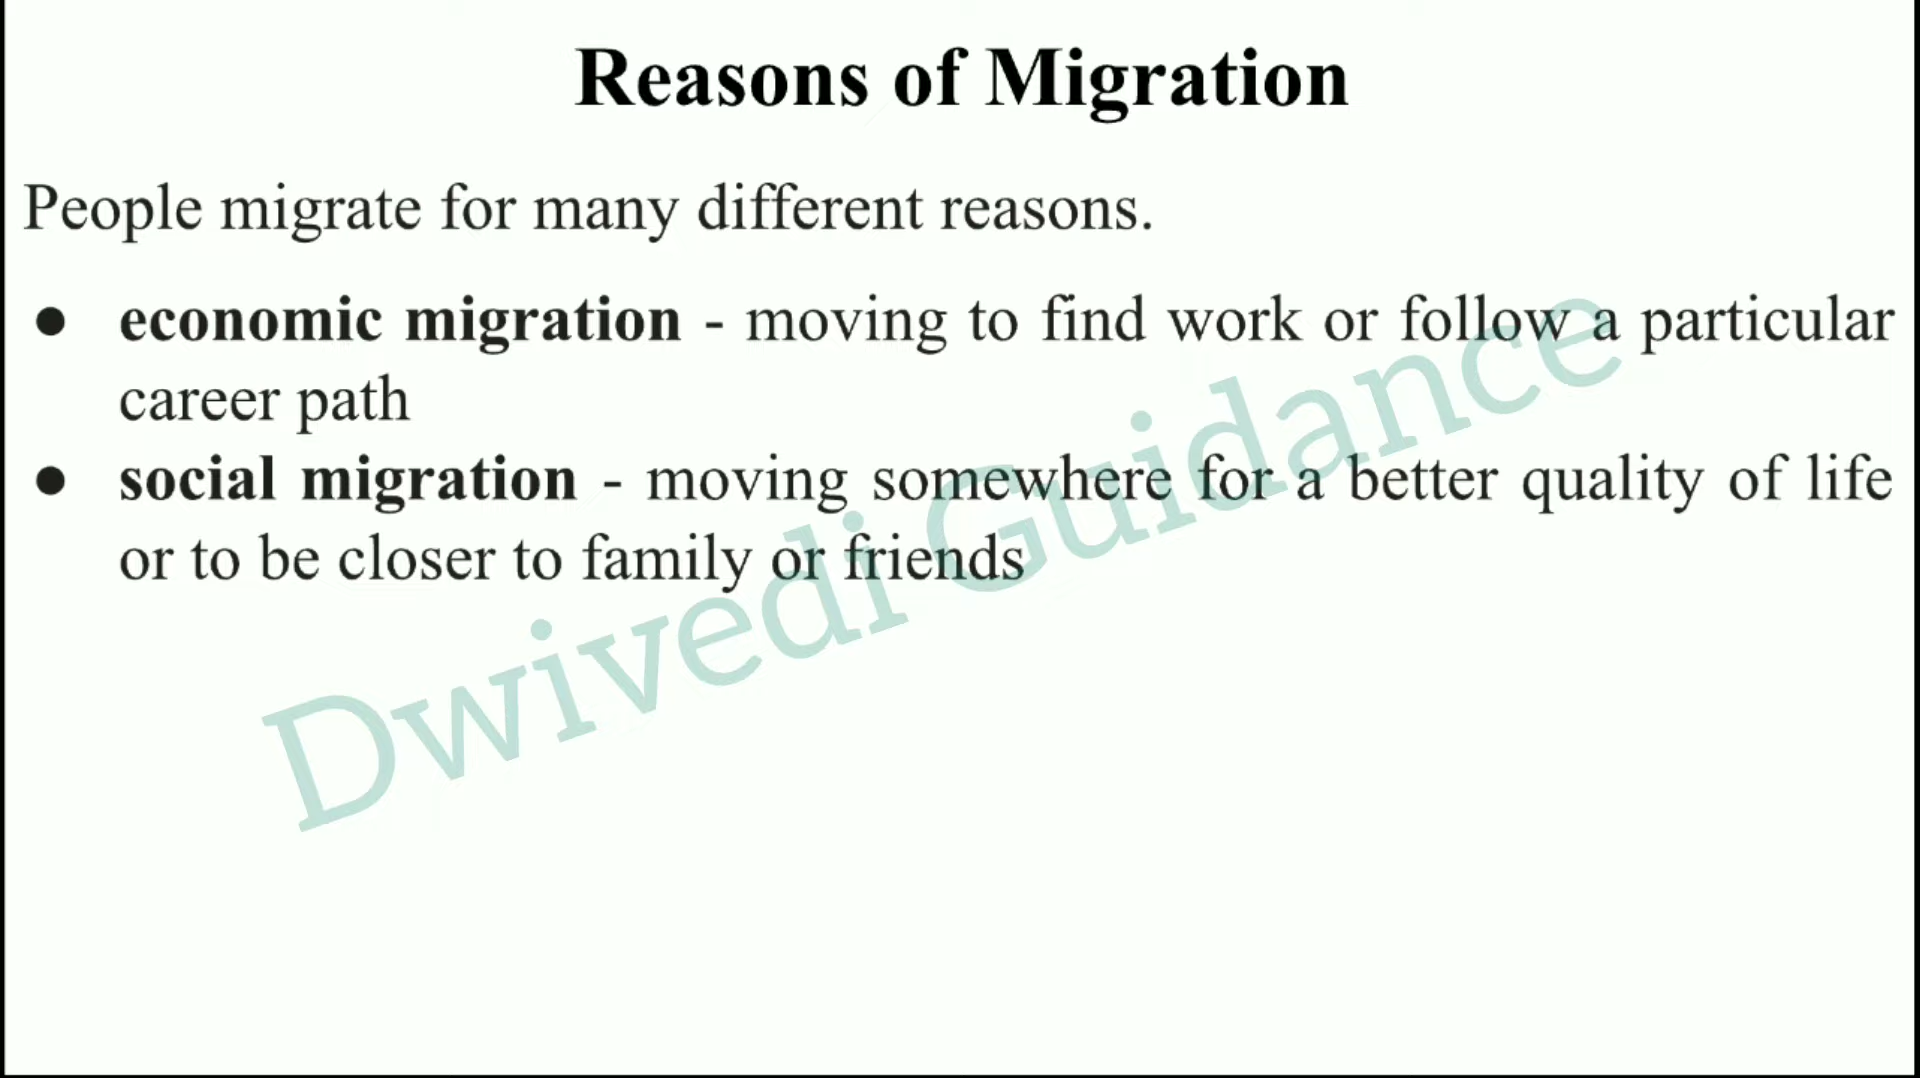 Reasons of Migration
People migrate for many different reasons.
● economic migration - moving to find work or follow a particular
career path
● social migration - moving somewhere for a better quality of life
or to be closer to family or friends
Dwivedi Guidance